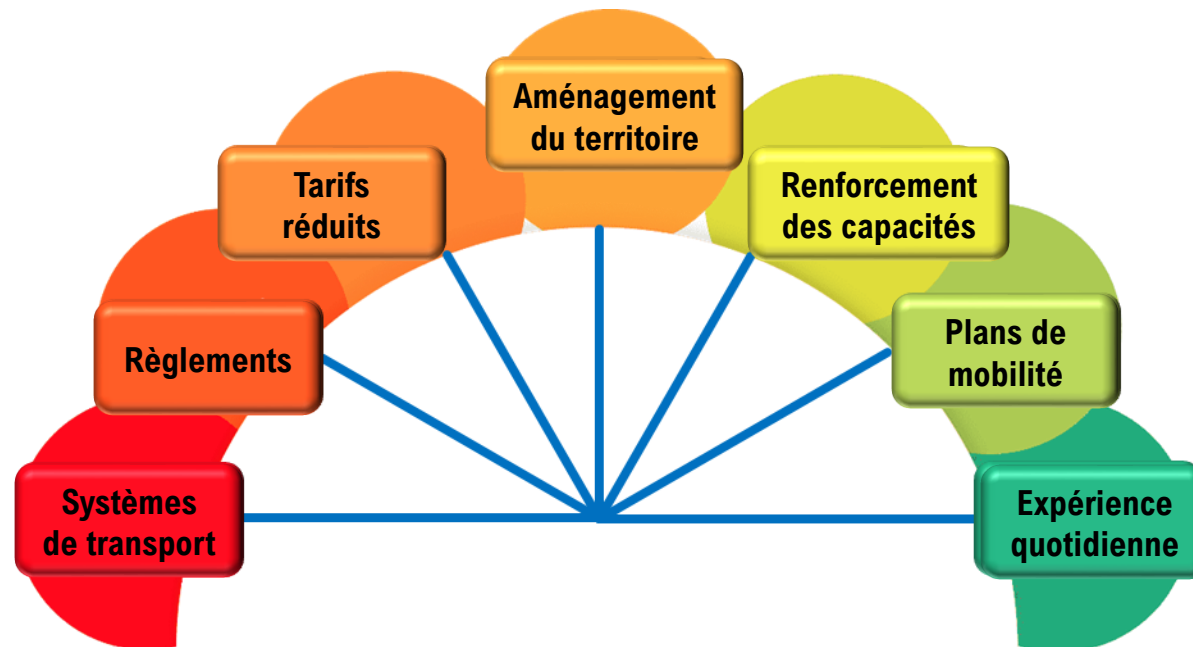 Systèmes
de transport
Règlements
Tarifs
réduits
Aménagement
du territoire
Renforcement
des capacités
Plans de
mobilité
Expérience
quotidienne